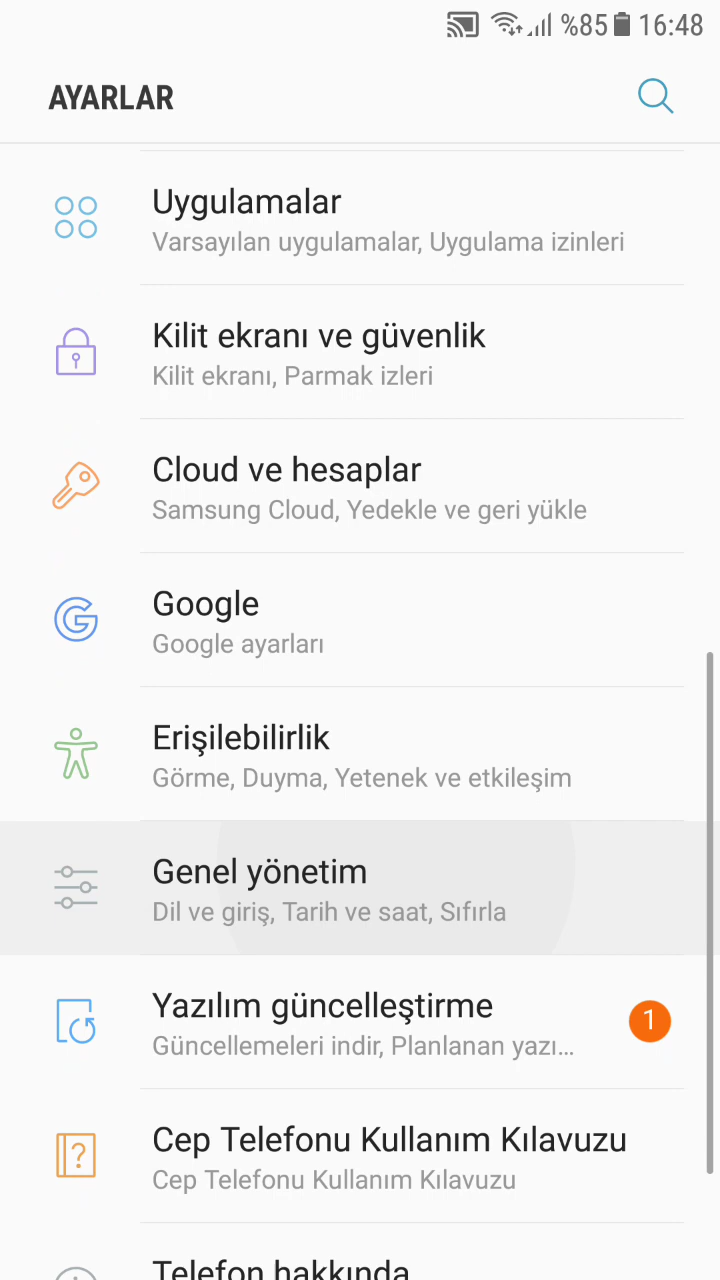 %85 16:48
AYARLAR
Uygulamalar
Varsayılan uygulamalar, Uygulama izinleri
Kilit ekranı ve güvenlik
Kilit ekranı, Parmak izleri
Cloud ve hesaplar
Samsung Cloud, Yedekle ve geri yükle
Google
Google ayarları
Erişilebilirlik
Görme, Duyma, Yetenek ve etkileşim
Genel yönetim
Dil ve giriş, Tarih ve saat, Sıfırla
Yazılım güncelleştirme
1
Güncellemeleri indir, Planlanan yazı...
Cep Telefonu Kullanım Kılavuzu
Cep Telefonu Kullanım Kılavuzu
Telefon hakkında